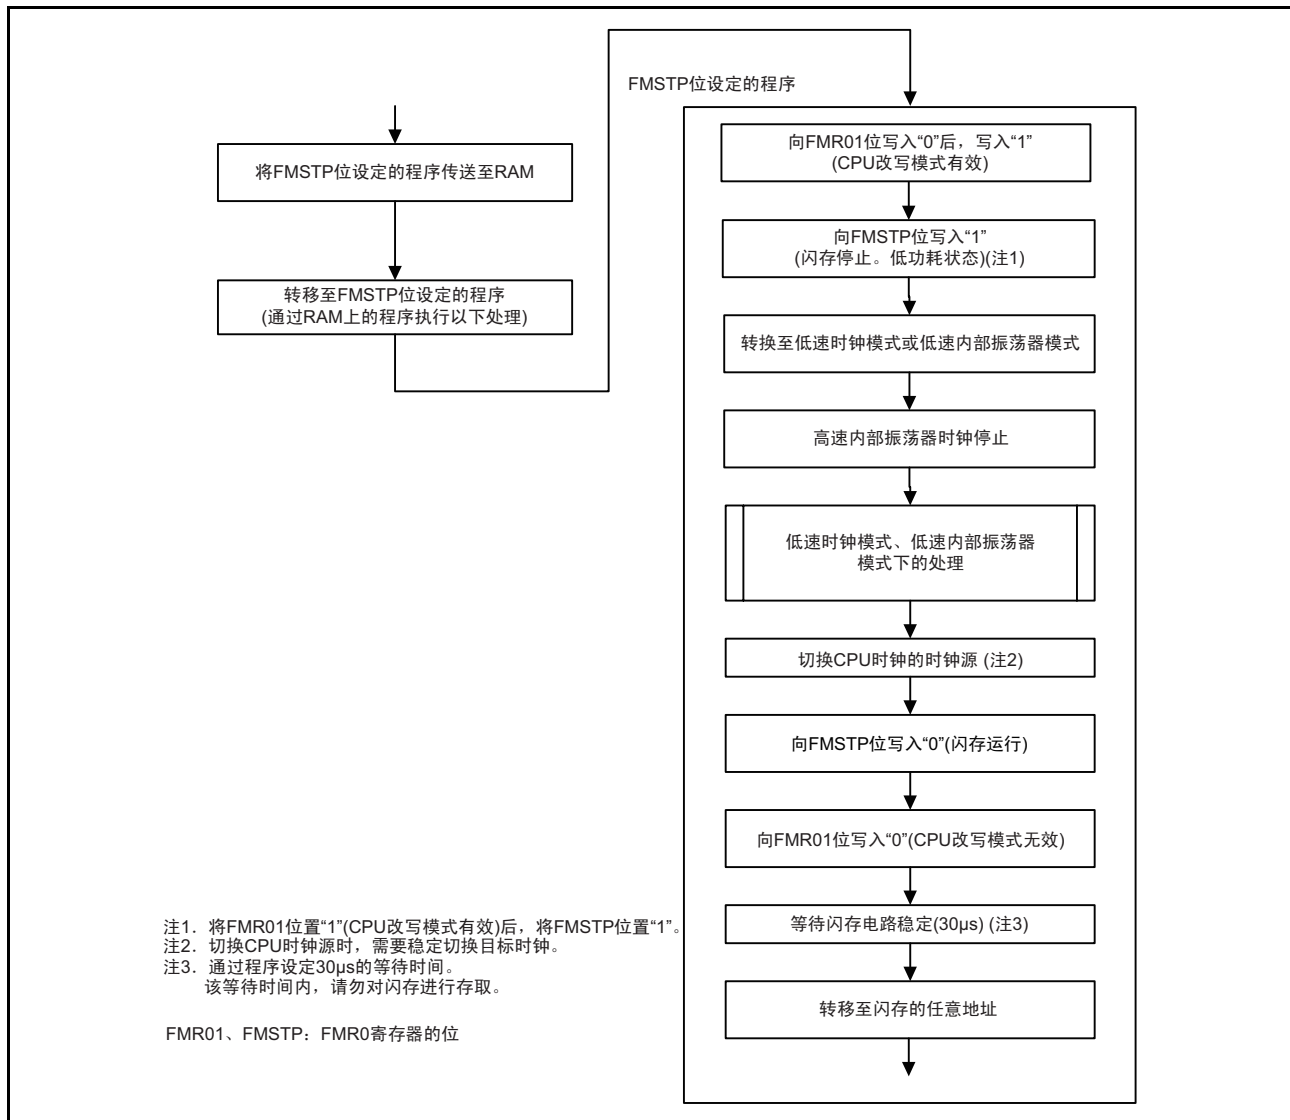 将FMSTP位设定的程序传送至RAM
转移至FMSTP位设定的程序
(通过RAM上的程序执行以下处理)
FMSTP位设定的程序
向FMR01位写入“0”后，写入“1”
(CPU改写模式有效)
向FMSTP位写入“1”
(闪存停止。低功耗状态)(注1)
转换至低速时钟模式或低速内部振荡器模式
高速内部振荡器时钟停止
低速时钟模式、低速内部振荡器
模式下的处理
切换CPU时钟的时钟源 (注2)
向FMSTP位写入“0”(闪存运行)
向FMR01位写入“0”(CPU改写模式无效)
等待闪存电路稳定(30μs) (注3)
转移至闪存的任意地址
注1．将FMR01位置“1”(CPU改写模式有效)后，将FMSTP位置“1”。
注2．切换CPU时钟源时，需要稳定切换目标时钟。
注3．通过程序设定30μs的等待时间。
该等待时间内，请勿对闪存进行存取。
FMR01、FMSTP：FMR0寄存器的位